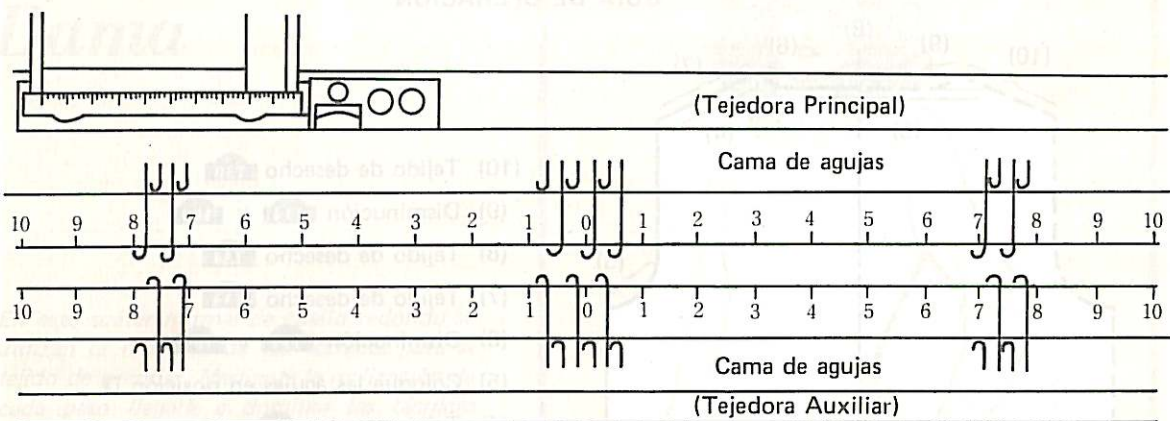 (Tejedora Principal)
Cama de agujas
10 9 8 7 6 5 4 3 2 1 0 1 2 3 4 5 6 7 8 9 10
10 9 8 7 6 5 4 3 2 1 0 1 2 3 4 5 6 7 8 9 10
Cama de agujas
(Tejedora Auxiliar)